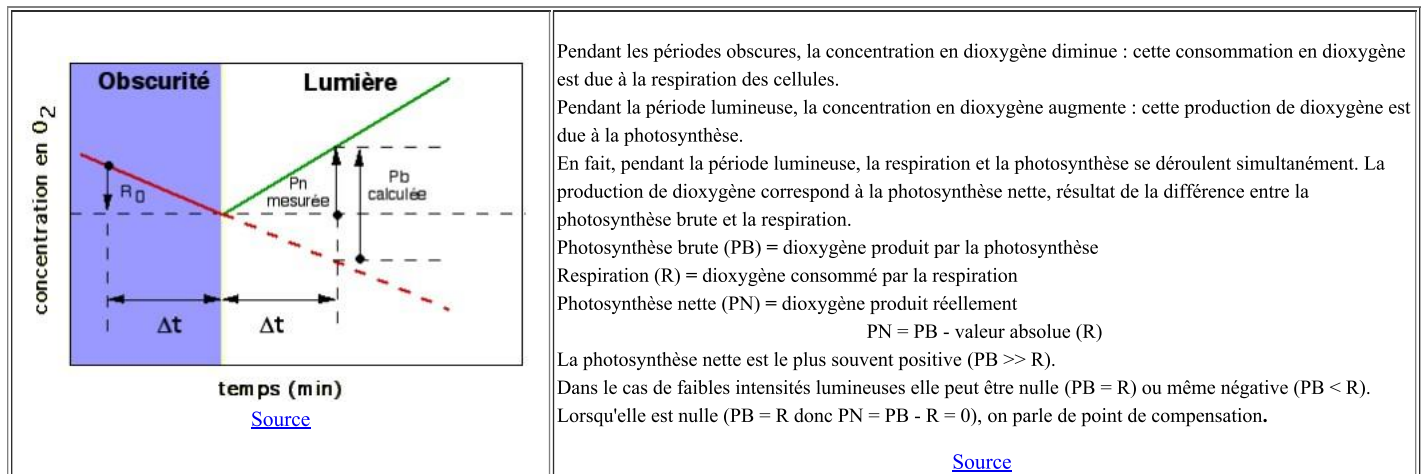 Obscurité
Lumière
concentration en O2
R0
Pn
mesurée
Pb
calculée
Δt
Δt
temps (min)
Source
Pendant les périodes obscures, la concentration en dioxygène diminue : cette consommation en dioxygène
est due à la respiration des cellules.
Pendant la période lumineuse, la concentration en dioxygène augmente : cette production de dioxygène est
due à la photosynthèse.
En fait, pendant la période lumineuse, la respiration et la photosynthèse se déroulent simultanément. La
production de dioxygène correspond à la photosynthèse nette, résultat de la différence entre la
photosynthèse brute et la respiration.
Photosynthèse brute (PB) = dioxygène produit par la photosynthèse
Respiration (R) = dioxygène consommé par la respiration
Photosynthèse nette (PN) = dioxygène produit réellement
PN = PB - valeur absolue (R)
La photosynthèse nette est le plus souvent positive (PB >> R).
Dans le cas de faibles intensités lumineuses elle peut être nulle (PB = R) ou même négative (PB < R).
Lorsqu'elle est nulle (PB = R donc PN = PB - R = 0), on parle de point de compensation.
Source